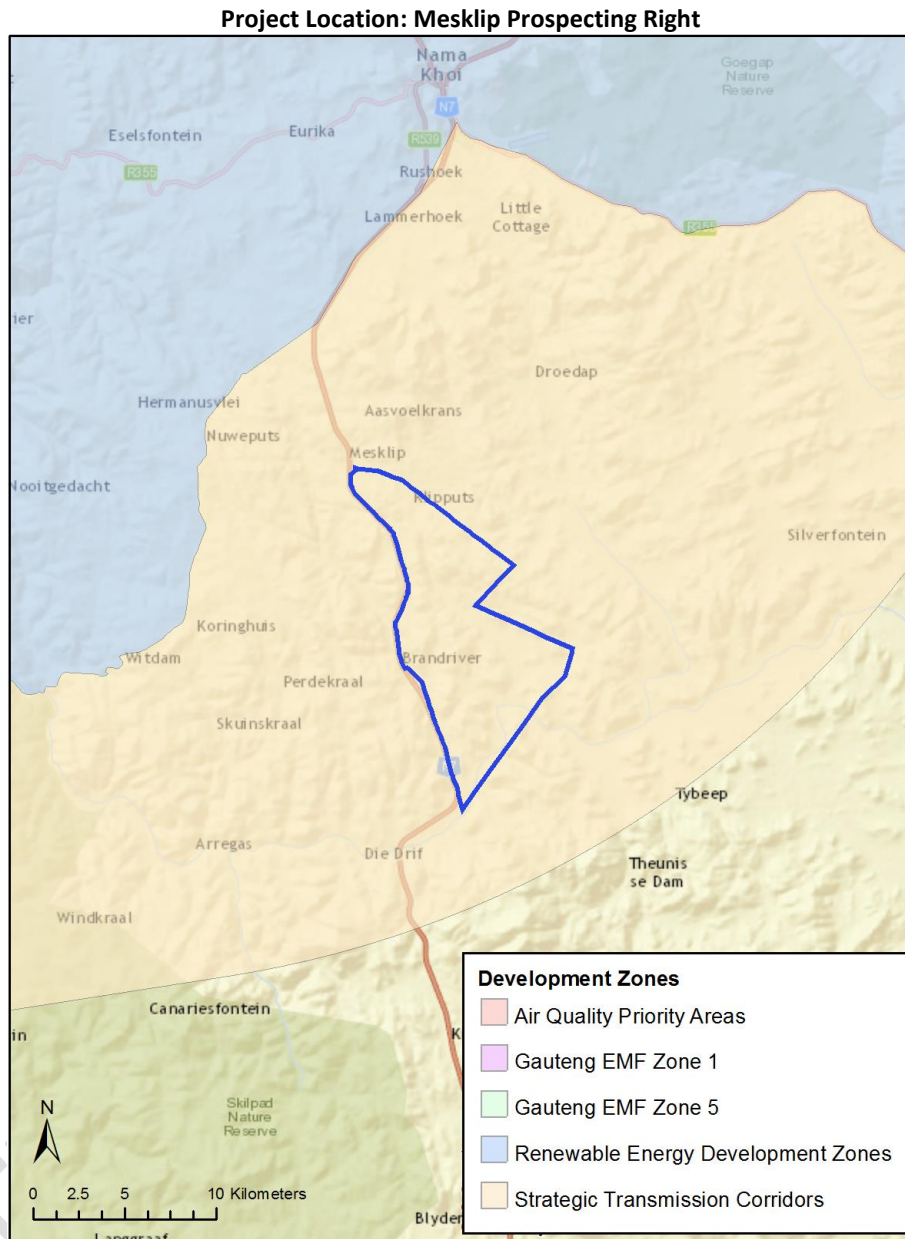 Project Location: Mesklip Prospecting Right
Nama
Khoi
Goegap
Nature
Reserve
N7
Eselsfontein
Eurika
R539
R355
Rushoek
Lammerhoek
Little
Cottage
R355
ier
Droedap
Hermanusvlei
Aasvoelkrans
Nuweputs
Mesklip
Nooitgedacht
Klipputs
Silverfontein
Koringhuis
Witdam
Brandriver
Perdekraal
Skuinskraal
Tybeep
Arregas
Die Drif
Theunis
se Dam
Windkraal
Canariesfontein
in
K
Skilpad
Nature
Reserve
Blyder
N
0 2.5 5 10 Kilometers
Development Zones
Air Quality Priority Areas
Gauteng EMF Zone 1
Gauteng EMF Zone 5
Renewable Energy Development Zones
Strategic Transmission Corridors